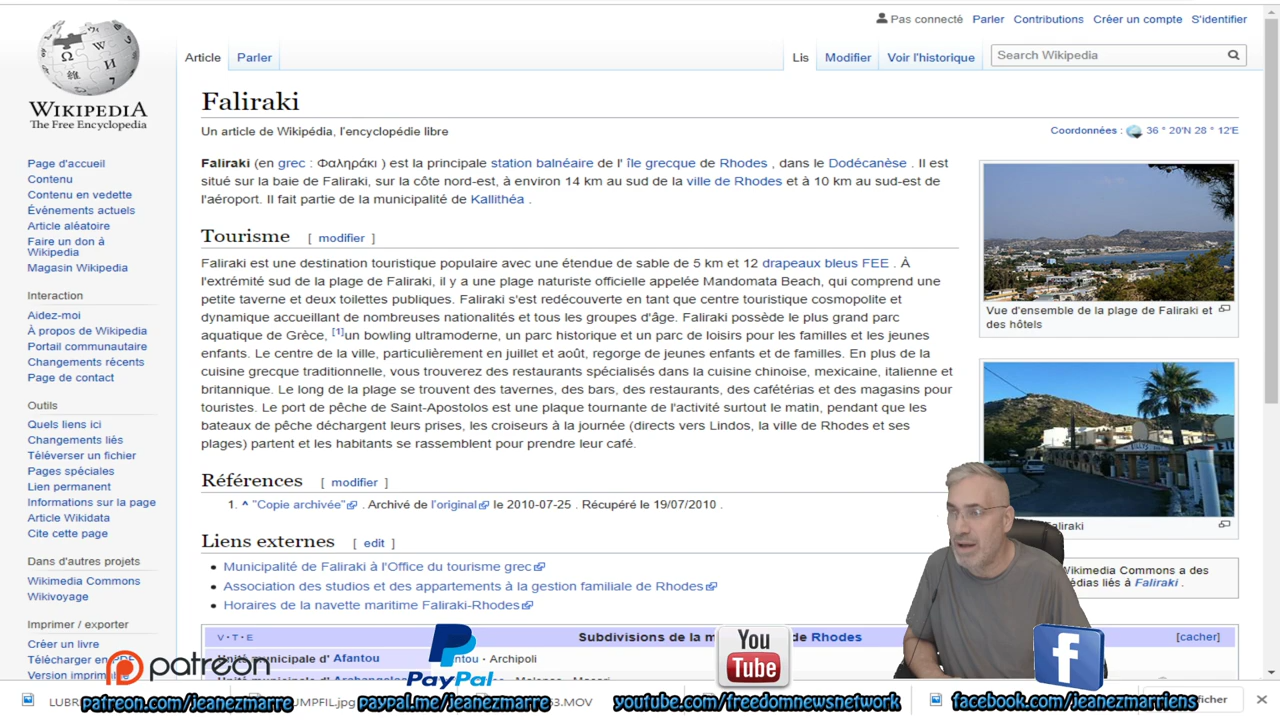 Pas connecté Parler Contributions Créer un compte S'identifier
Article Parler Lis Modifier Voir l'historique Search Wikipedia
WIKIPEDIA
The Free Encyclopedia
Page d'accueil
Contenu
Contenu en vedette
Événements actuels
Article aléatoire
Faire un don à
Wikipedia
Magasin Wikipedia
Interaction
Aidez-moi
À propos de Wikipedia
Portail communautaire
Changements récents
Page de contact
Outils
Quels liens ici
Changements liés
Téléverser un fichier
Pages spéciales
Lien permanent
Informations sur la page
Article Wikidata
Cite cette page
Dans d'autres projets
Wikimedia Commons
Wikivoyage
Imprimer / exporter
Créer un livre
Télécharger en PDF
Version imprimable
Faliraki
Un article de Wikipédia, l'encyclopédie libre
Coordonnées : 36 ° 20'N 28 ° 12'E
Faliraki (en grec : Φαληράκι ) est la principale station balnéaire de l' île grecque de Rhodes , dans le Dodécanèse . Il est
situé sur la baie de Faliraki, sur la côte nord-est, à environ 14 km au sud de la ville de Rhodes et à 10 km au sud-est de
l'aéroport. Il fait partie de la municipalité de Kallithéa .
Tourisme [ modifier ]
Faliraki est une destination touristique populaire avec une étendue de sable de 5 km et 12 drapeaux bleus FEE . À
l'extrémité sud de la plage de Faliraki, il y a une plage naturiste officielle appelée Mandomata Beach, qui comprend une
petite taverne et deux toilettes publiques. Faliraki s'est redécouverte en tant que centre touristique cosmopolite et
dynamique accueillant de nombreuses nationalités et tous les groupes d'âge. Faliraki possède le plus grand parc
aquatique de Grèce, [1]un bowling ultramoderne, un parc historique et un parc de loisirs pour les familles et les jeunes
enfants. Le centre de la ville, particulièrement en juillet et août, regorge de jeunes enfants et de familles. En plus de la
cuisine grecque traditionnelle, vous trouverez des restaurants spécialisés dans la cuisine chinoise, mexicaine, italienne et
britannique. Le long de la plage se trouvent des tavernes, des bars, des restaurants, des cafétérias et des magasins pour
touristes. Le port de pêche de Saint-Apostolos est une plaque tournante de l'activité surtout le matin, pendant que les
bateaux de pêche déchargent leurs prises, les croiseurs à la journée (directs vers Lindos, la ville de Rhodes et ses
plages) partent et les habitants se rassemblent pour prendre leur café.
Références [ modifier ]
1. ^ "Copie archivée" . Archivé de l'original le 2010-07-25 . Récupéré le 19/07/2010 .
Liens externes [ edit ]
• Municipalité de Faliraki à l'Office du tourisme grec
• Association des studios et des appartements à la gestion familiale de Rhodes
• Horaires de la navette maritime Faliraki-Rhodes
V · T · E Subdivisions de la de Rhodes [cacher]
Unité municipale d' Afantou · Archipoli
Vue d'ensemble de la plage de Faliraki et
des hôtels
Faliraki
Wikimedia Commons a des
médias liés à Faliraki .
patreon
PayPal
You
Tube
f
patreon.com/jeanezmarre
paypal.me/jeanezmarre
youtube.com/freedomnewsnetwork
facebook.com/jeanezmarriens